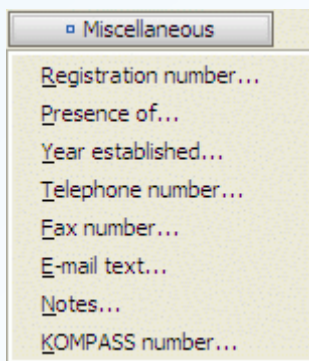 Miscellaneous
Registration number...
Presence of...
Year established...
Telephone number...
Fax number...
E-mail text...
Notes...
KOMPASS number...